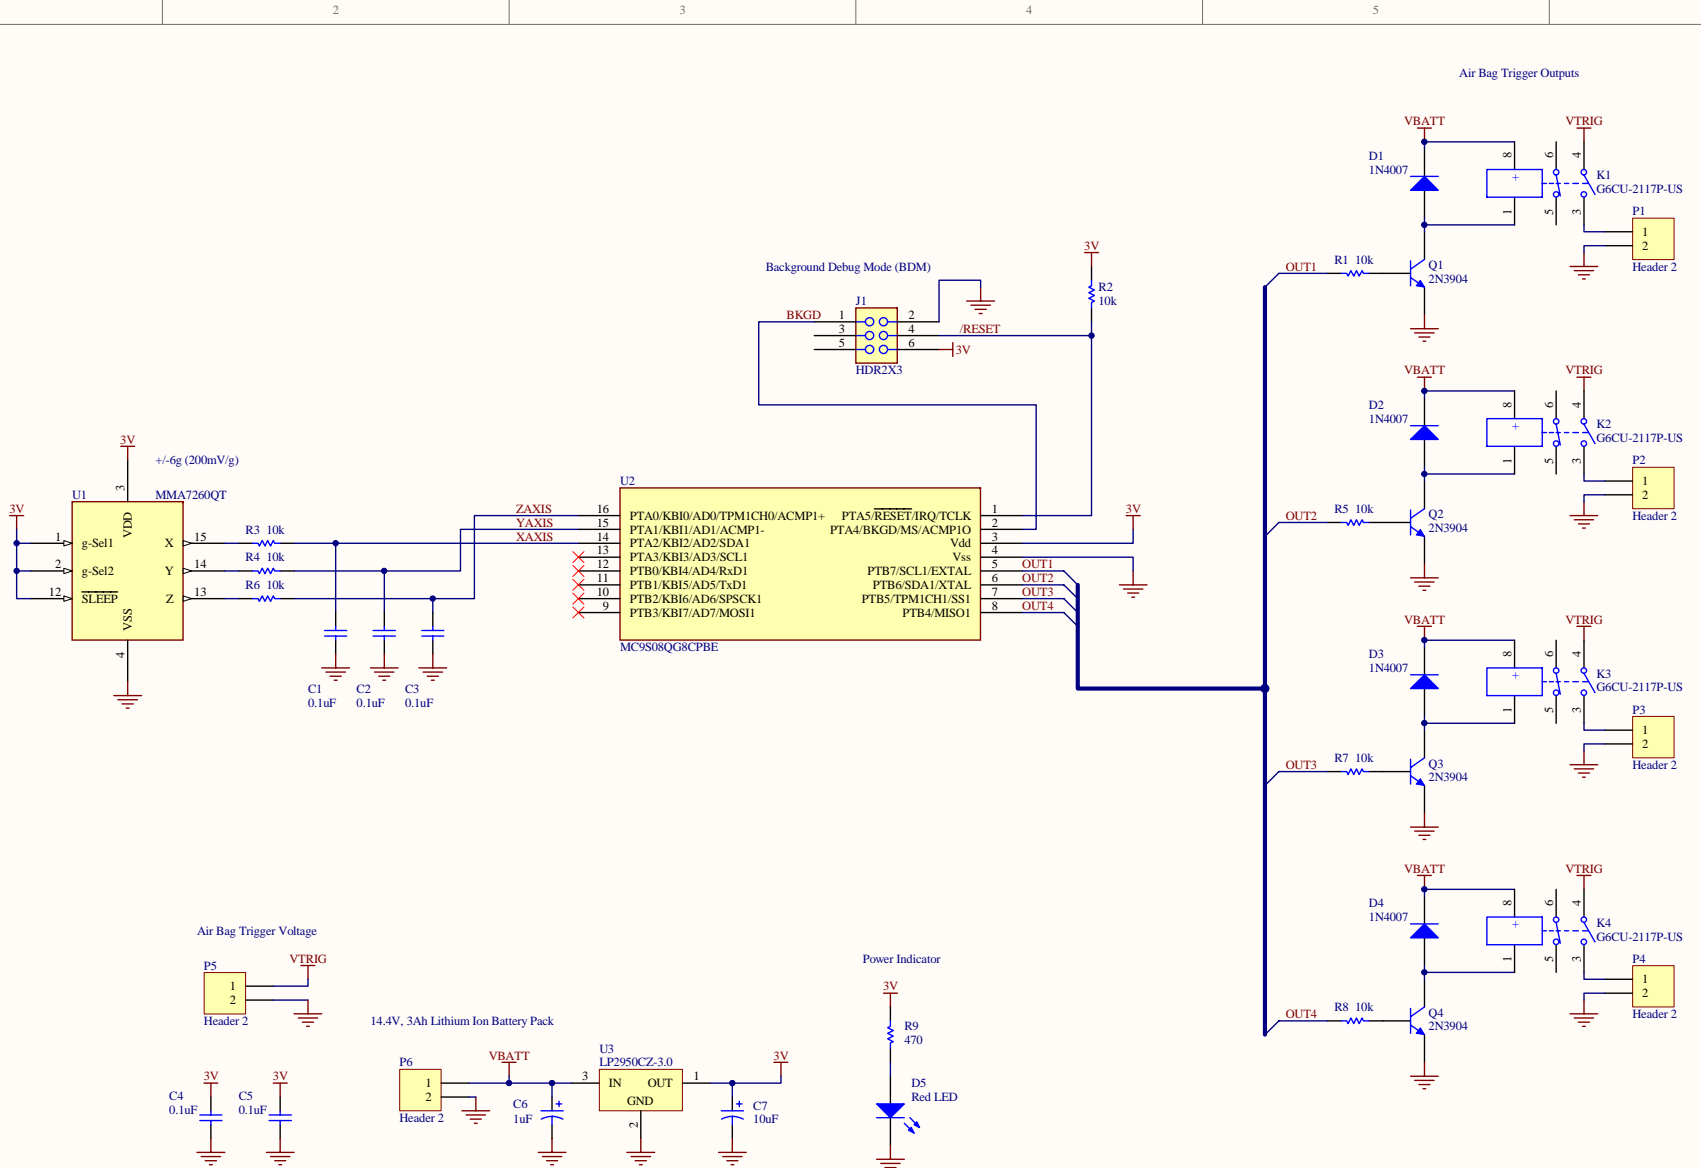 2
3
4
5
Air Bag Trigger Outputs
VBATT
VTRIG
D1
1N4007
8
6
4
+
K1
G6CU-2117P-US
1
5
3
P1
1
2
Header 2
OUT1
R1 10k
Q1
2N3904
Background Debug Mode (BDM)
3V
R2
10k
J1
BKGD
1
2
3
4
/RESET
5
6
3V
HDR2X3
VBATT
VTRIG
D2
1N4007
8
6
4
+
K2
G6CU-2117P-US
1
5
3
P2
1
2
Header 2
OUT2
R5 10k
Q2
2N3904
3V
+/-6g (200mV/g)
3
U1
MMA7260QT
3V
VDD
1
g-Sel1
X
15
R3 10k
2
g-Sel2
Y
14
R4 10k
12
SLEEP
Z
13
R6 10k
VSS
4
C1
0.1uF
C2
0.1uF
C3
0.1uF
U2
ZAXIS
16
PTA0/KBI0/AD0/TPM1CH0/ACMP1+
PTA5/RESET/IRQ/TCLK
1
YAXIS
15
PTA1/KBI1/AD1/ACMP1-
PTA4/BKGD/MS/ACMP1O
2
XAXIS
14
PTA2/KBI2/AD2/SDA1
Vdd
3
3V
13
PTA3/KBI3/AD3/SCL1
Vss
4
12
PTB0/KBI4/AD4/RxD1
PTB7/SCL1/EXTAL
5
OUT1
11
PTB1/KBI5/AD5/TxD1
PTB6/SDA1/XTAL
6
OUT2
10
PTB2/KBI6/AD6/SPSCK1
PTB5/TPM1CH1/SS1
7
OUT3
9
PTB3/KBI7/AD7/MOSI1
PTB4/MISO1
8
OUT4
MC9S08QG8CPBE
VBATT
VTRIG
D3
1N4007
8
6
4
+
K3
G6CU-2117P-US
1
5
3
P3
1
2
Header 2
OUT3
R7 10k
Q3
2N3904
VBATT
VTRIG
D4
1N4007
8
6
4
+
K4
G6CU-2117P-US
1
5
3
P4
1
2
Header 2
OUT4
R8 10k
Q4
2N3904
Air Bag Trigger Voltage
P5
VTRIG
1
2
Header 2
3V
C4
0.1uF
3V
C5
0.1uF
14.4V, 3Ah Lithium Ion Battery Pack
P6
1
2
Header 2
VBATT
C6
1uF
+
U3
LP2950CZ-3.0
3
IN
OUT
1
GND
2
3V
+
C7
10uF
Power Indicator
3V
R9
470
D5
Red LED